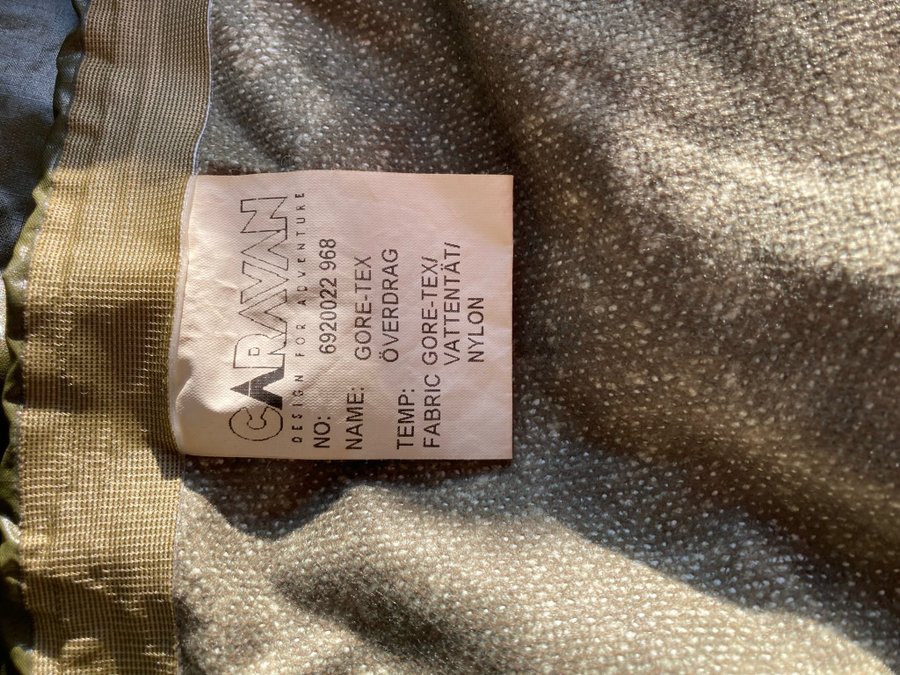 CARAVAN
DESIGN FOR ADVENTURE
NO: 6920022 968
NAME: GORE-TEX
ÖVERDRAG
TEMP:
FABRIC GORE-TEX/
VATTENTÄT/
NYLON